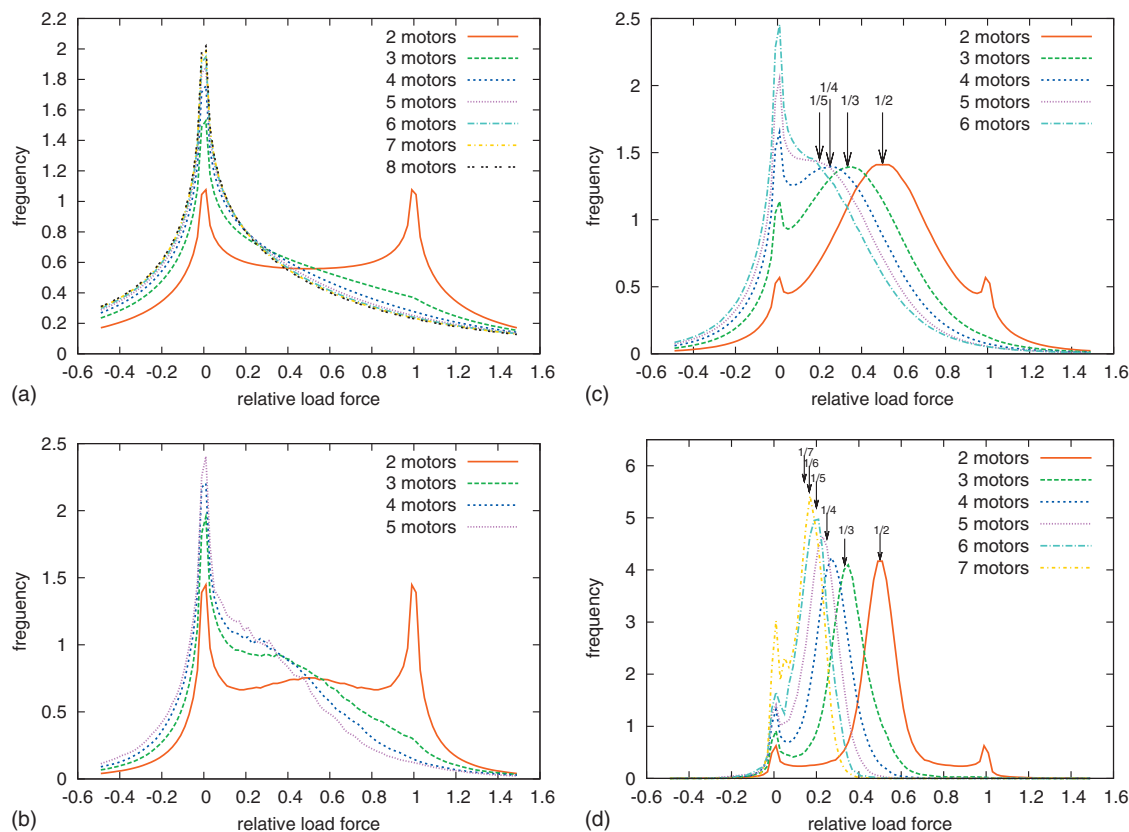 2.2
2
1.8
1.6
1.4
1.2
1
0.8
0.6
0.4
0.2
0
freguency
2 motors
3 motors
4 motors
5 motors
6 motors
7 motors
8 motors
-0.6 -0.4 -0.2 0 0.2 0.4 0.6 0.8 1 1.2 1.4 1.6
(a) relative load force
2.5
2
1.5
1
0.5
0
freguency
2 motors
3 motors
4 motors
5 motors
-0.6 -0.4 -0.2 0 0.2 0.4 0.6 0.8 1 1.2 1.4 1.6
(b) relative load force
2.5
2
1.5
1
0.5
0
freguency
1/4
1/5 1/3 1/2
2 motors
3 motors
4 motors
5 motors
6 motors
-0.6 -0.4 -0.2 0 0.2 0.4 0.6 0.8 1 1.2 1.4 1.6
(c) relative load force
6
5
4
3
2
1
0
frequency
1/7
1/6
1/5
1/4
1/3 1/2
2 motors
3 motors
4 motors
5 motors
6 motors
7 motors
-0.6 -0.4 -0.2 0 0.2 0.4 0.6 0.8 1 1.2 1.4 1.6
(d) relative load force